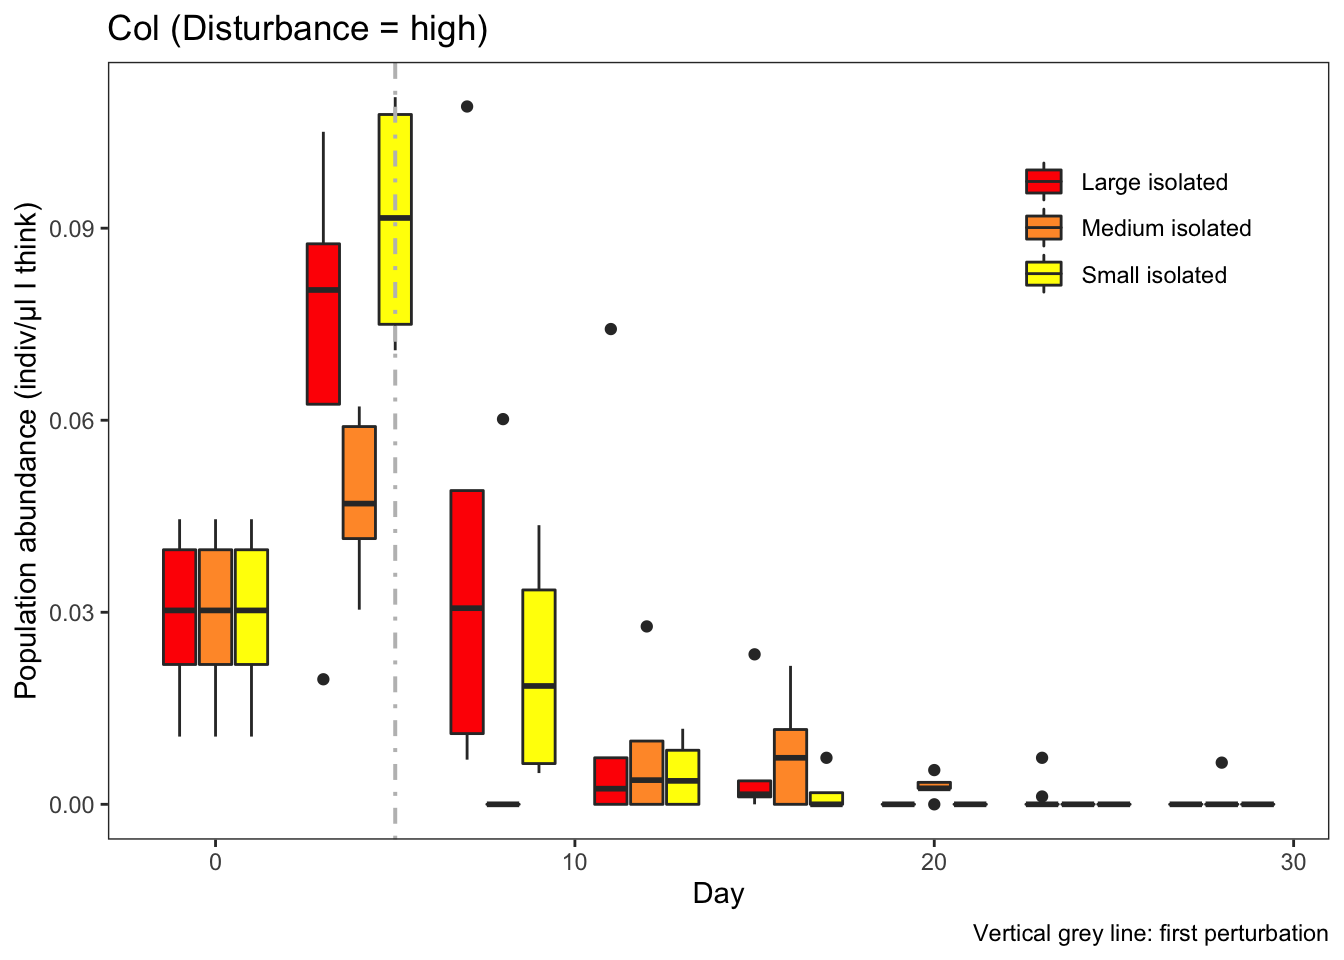 Col (Disturbance = high)
Population abundance (indiv/µl I think)
0.09
0.06
0.03
0.00
Large isolated
Medium isolated
Small isolated
0
10
20
30
Day
Vertical grey line: first perturbation